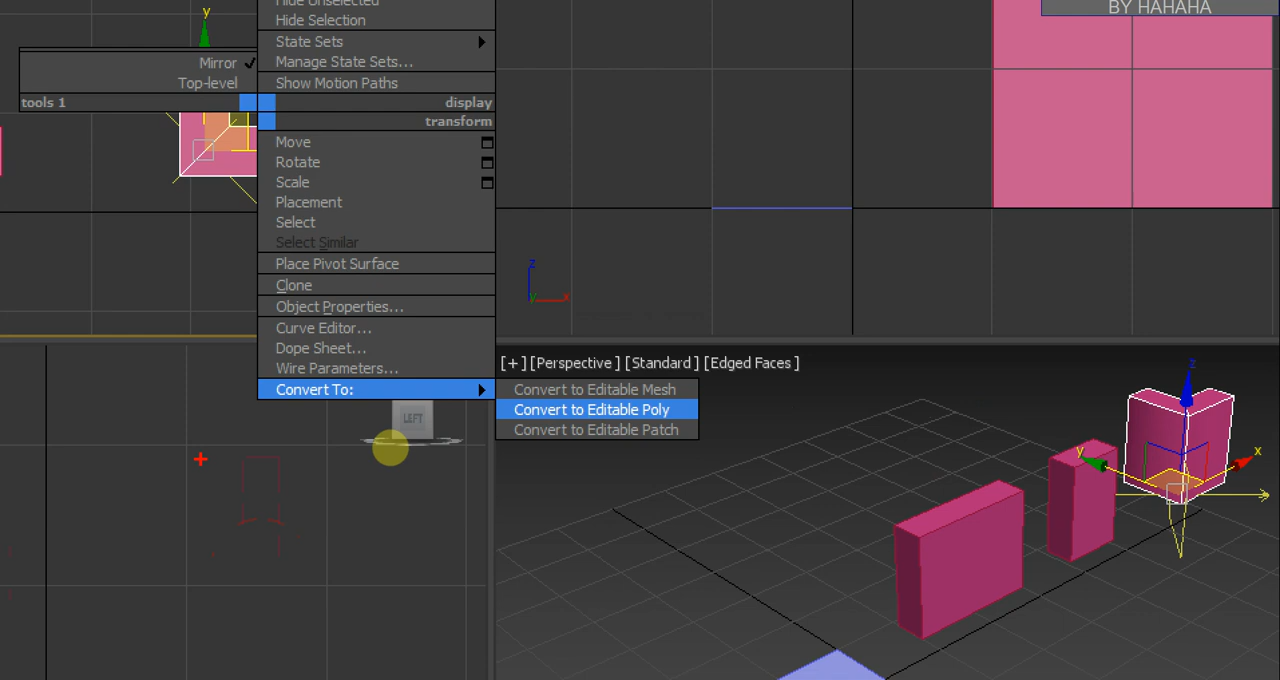 BY HAHAHA
y
Hide Unselected
Hide Selection
State Sets
Manage State Sets...
Show Motion Paths
Mirror
Top-level
tools 1
display
transform
Move
Rotate
Scale
Placement
Select
Select Similar
Place Pivot Surface
Clone
Object Properties...
Curve Editor...
Dope Sheet...
Wire Parameters...
Convert To:
Convert to Editable Mesh
Convert to Editable Poly
Convert to Editable Patch
z
y
x
[+] [Perspective ] [Standard ] [Edged Faces ]
LEFT
z
y
x